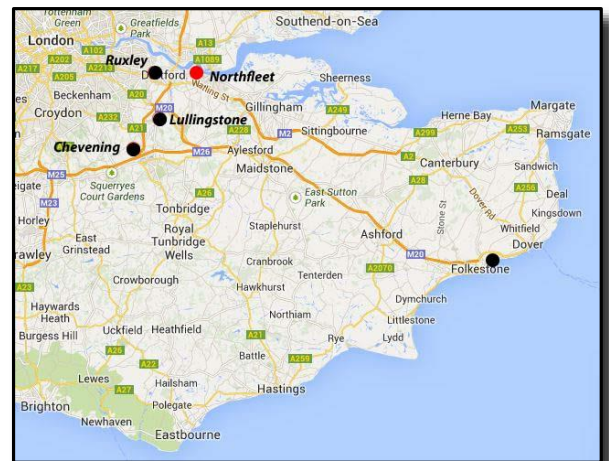 Tottenham
Green
Greatfields
Park
Southend-on-Sea
London
A102
A13
A202
A2213
A1089
A217
A205
Ruxley
Northfleet
Watling St
Sheerness
Beckenham
A20
M20
Gillingham
A249
Margate
Herne Bay
Croydon
A232
Lullingstone
A21
A228
M2
Sittingbourne
A299
A253
Ramsgate
Chevening
M26
Aylesford
A2
Canterbury
Sandwich
M25
Maidstone
A28
Dover Rd
A256
Squerryes
Court Gardens
M23
A26
East Sutton
Park
Stone St
Deal
Horley
Tonbridge
Kingsdown
Whitfield
East
Grinstead
Royal
Tunbridge
Wells
Staplehurst
Ashford
Dover
M20
Cranbrook
A2070
Folkestone
Crowborough
Tenterden
A23
Hawkhurst
Dymchurch
Haywards
Heath
Northiam
Littlestone
Uckfield
Heathfield
A21
Rye
Lydd
Burgess Hill
A26
A22
Battle
A259
Lewes
A27
Hailsham
Hastings
Brighton
Polegate
Newhaven
Eastbourne